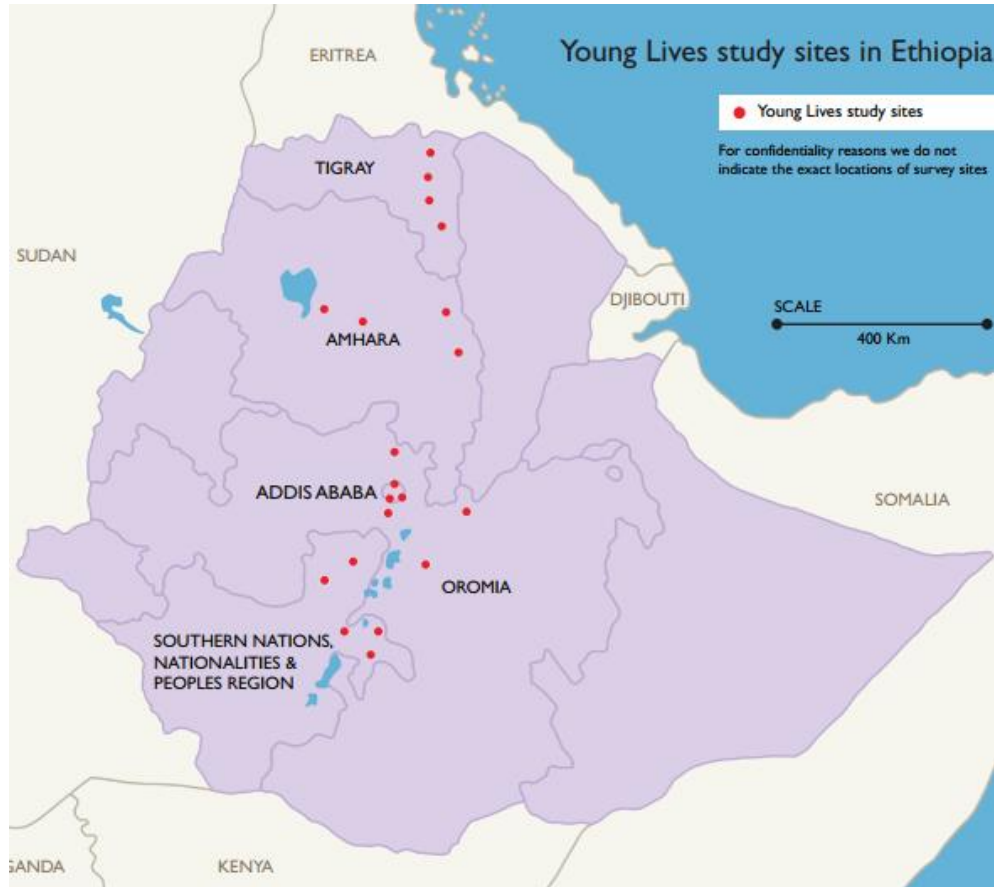 Young Lives study sites in Ethiopia
Young Lives study sites
For confidentiality reasons we do not
indicate the exact locations of survey sites
ERITREA
TIGRAY
SUDAN
DJIBOUTI
SCALE
400 Km
AMHARA
ADDIS ABABA
SOMALIA
OROMIA
SOUTHERN NATIONS,
NATIONALITIES &
PEOPLES REGION
GANDA
KENYA